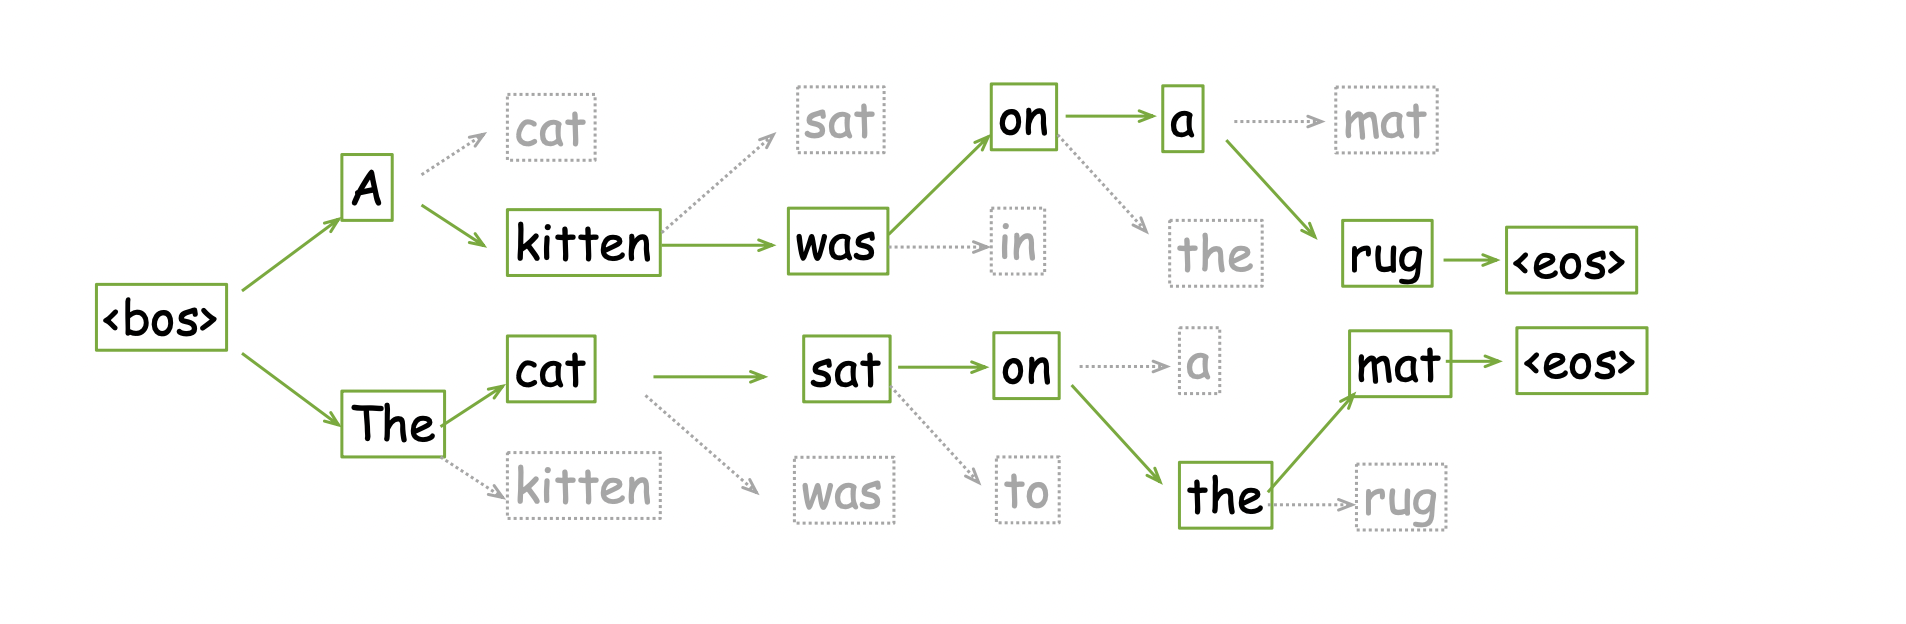 cat
sat
on
a
mat
A
kitten
was
in
the
rug
<eos>
<bos>
cat
sat
on
a
mat
<eos>
The
kitten
was
to
the
rug